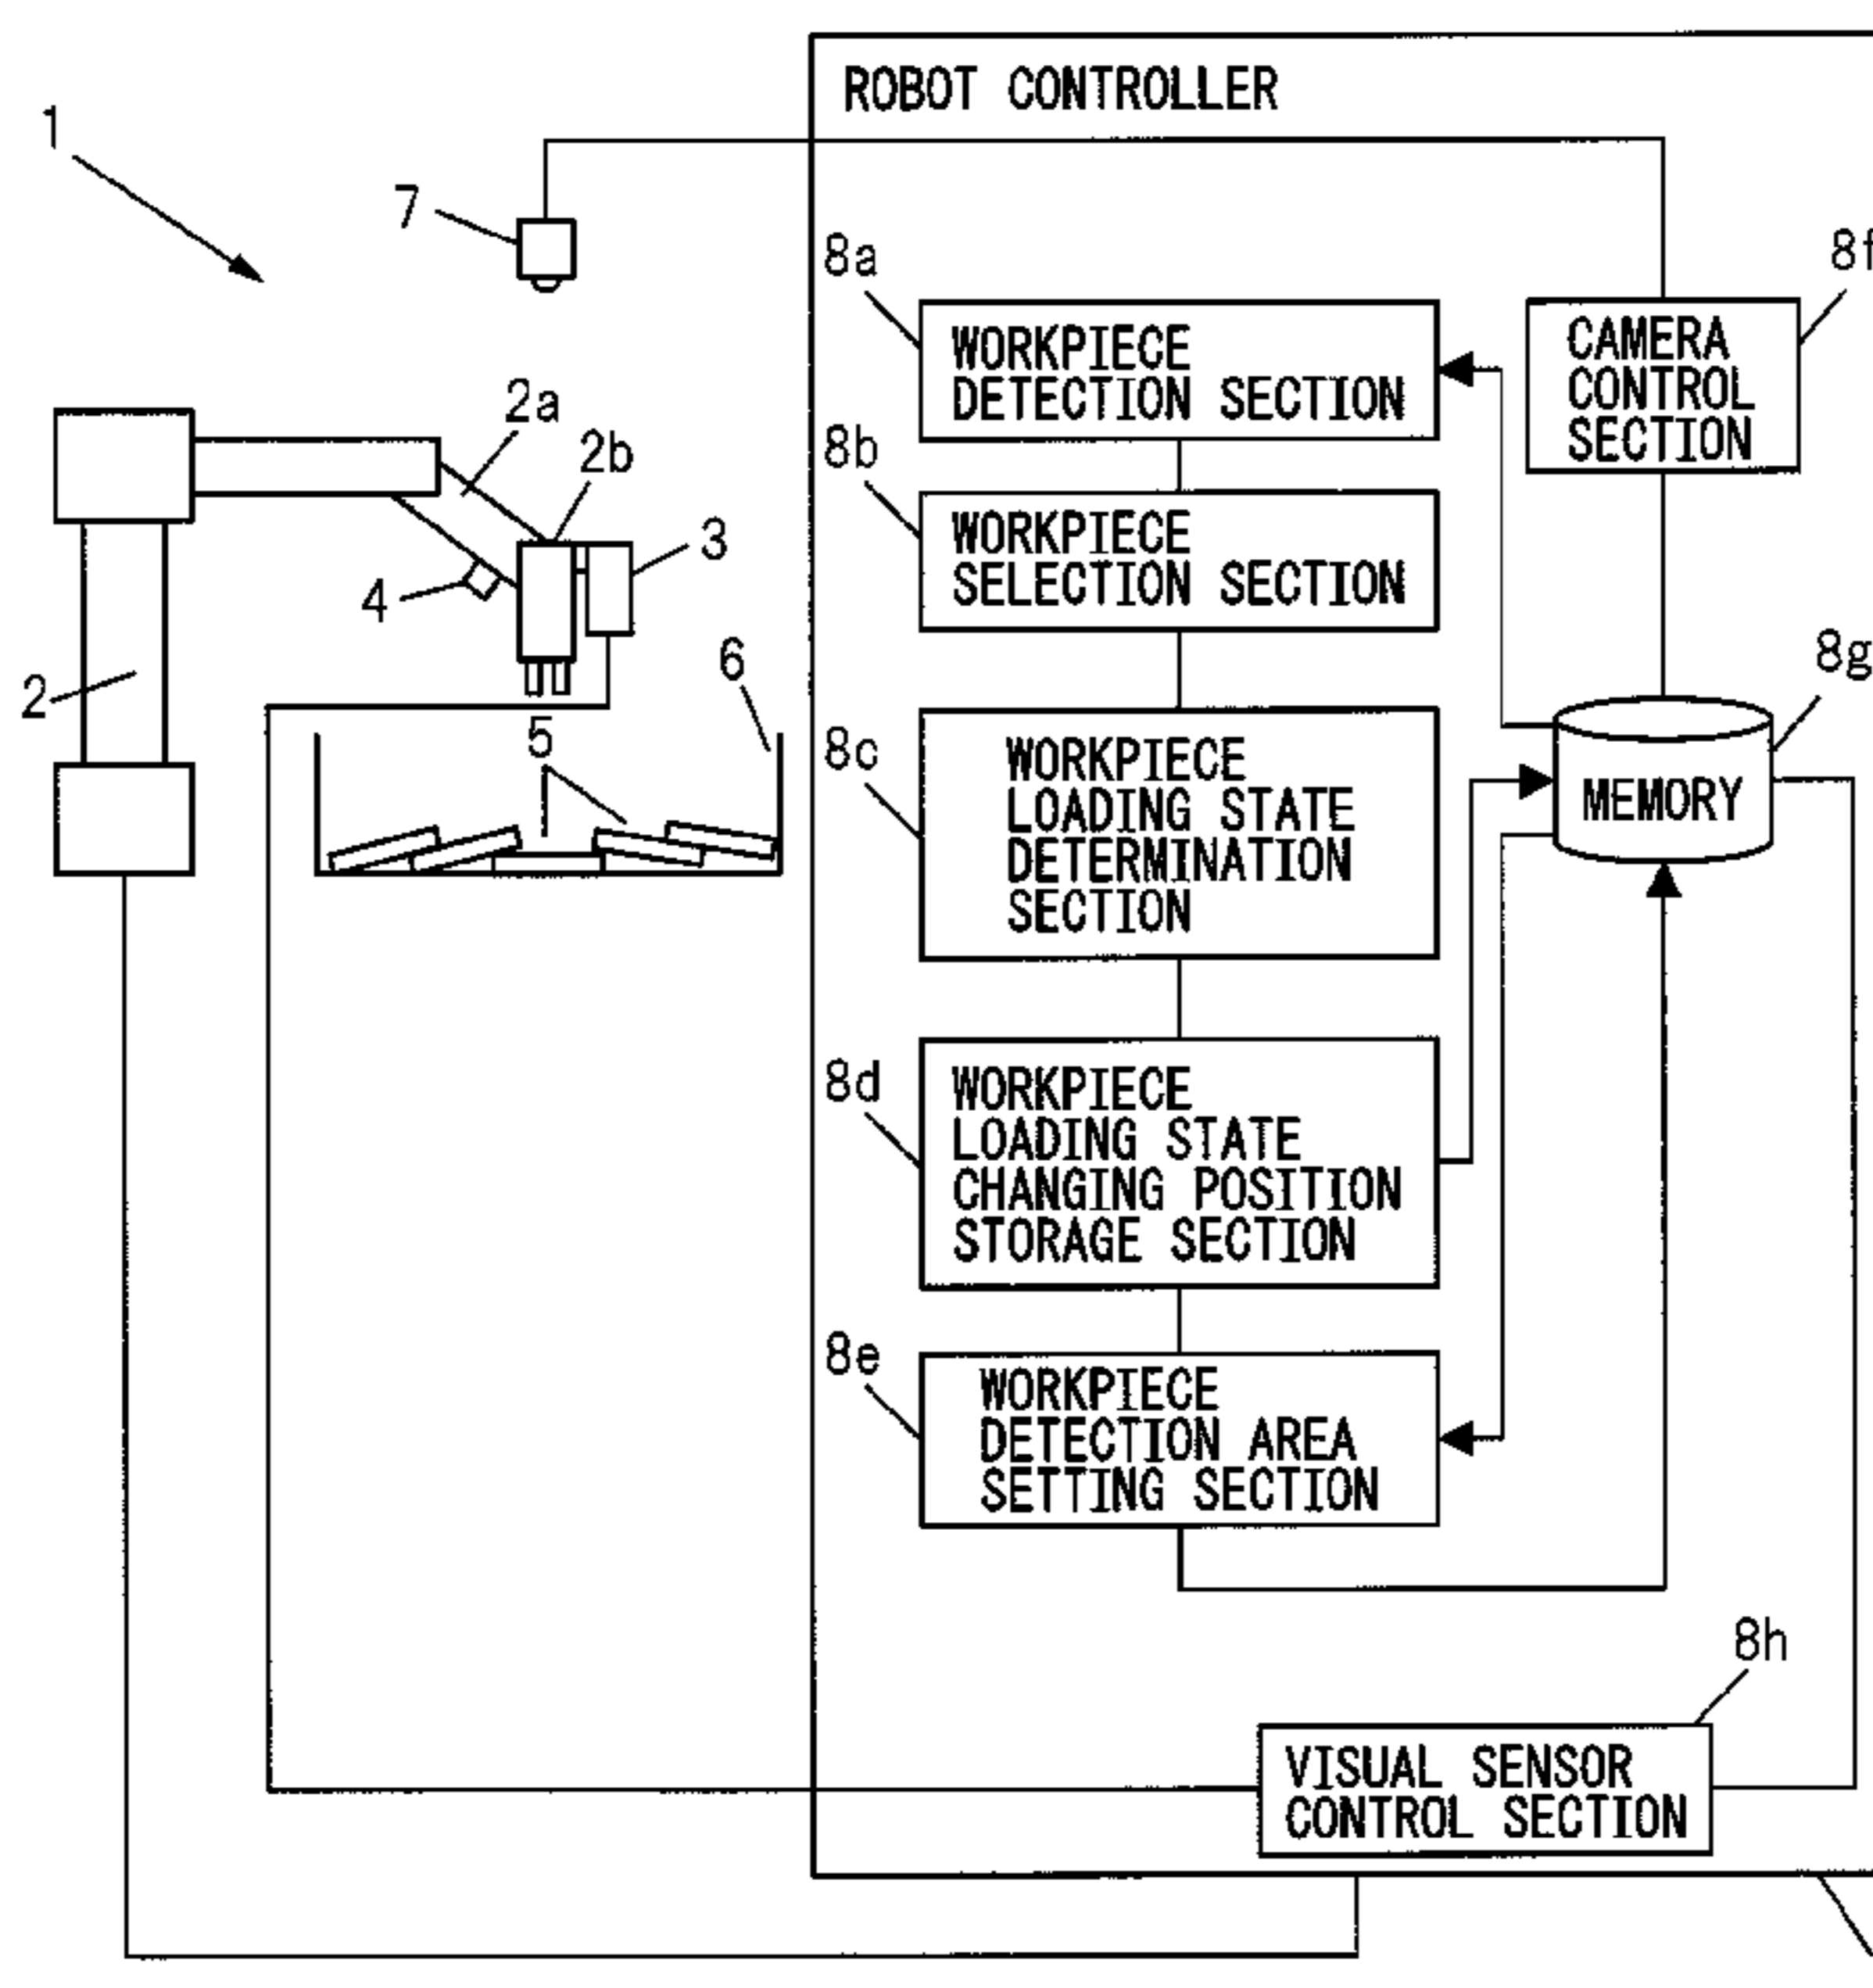 ROBOT CONTROLLER
1
7
8a
8f
WORKPIECE
DETECTION SECTION
CAMERA
CONTROL
SECTION
2a
2b
8b
3
WORKPIECE
SELECTION SECTION
4
6
8g
2
5
8c
WORKPIECE
LOADING STATE
DETERMINATION
SECTION
MEMORY
8d
WORKPIECE
LOADING STATE
CHANGING POSITION
STORAGE SECTION
8e
WORKPIECE
DETECTION AREA
SETTING SECTION
8h
VISUAL SENSOR
CONTROL SECTION